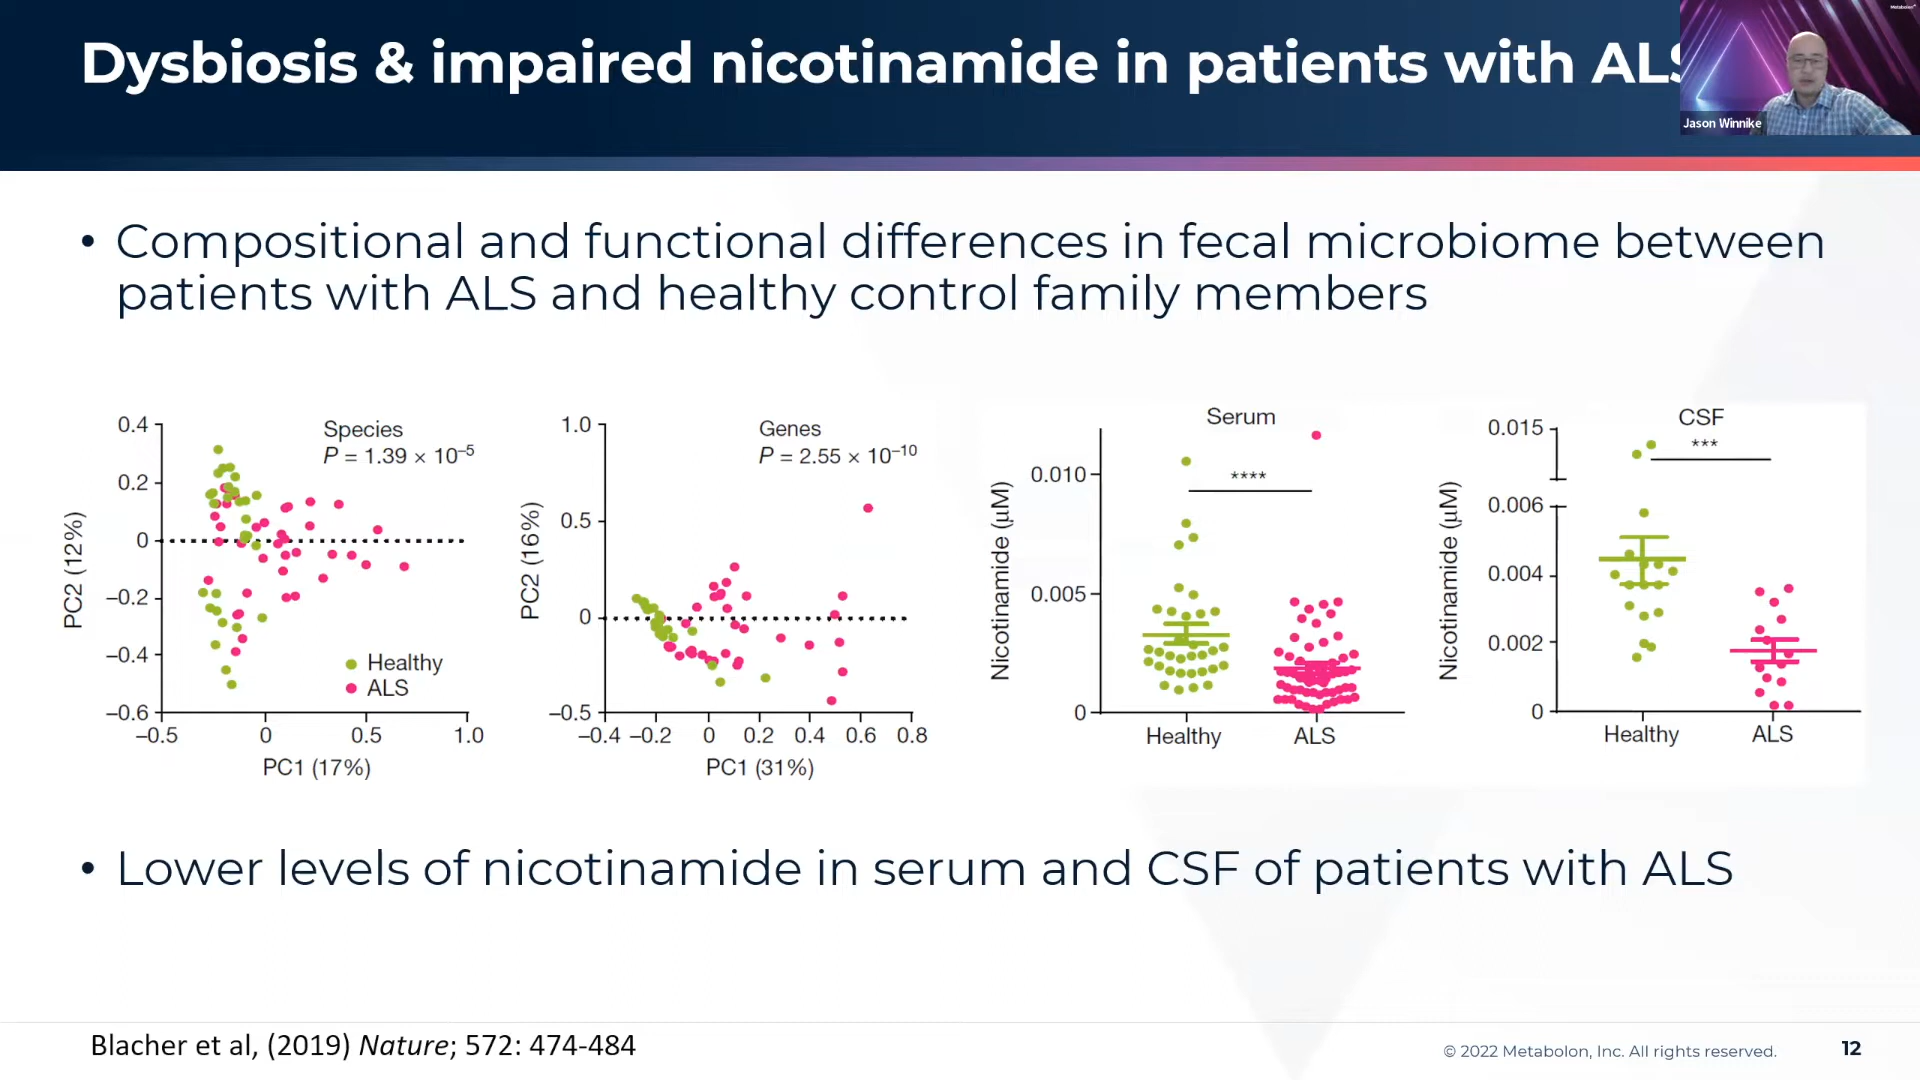 Dysbiosis & impaired nicotinamide in patients with ALS
Metabolon
Jason Winnike
• Compositional and functional differences in fecal microbiome between
patients with ALS and healthy control family members
Species
P = 1.39 × 10⁻⁵
0.4
0.2
0
–0.2
–0.4
–0.6
PC2 (12%)
Healthy
ALS
–0.5 0 0.5 1.0
PC1 (17%)
Genes
P = 2.55 × 10⁻¹⁰
1.0
0.5
0
–0.5
PC2 (16%)
–0.4 –0.2 0 0.2 0.4 0.6 0.8
PC1 (31%)
Serum
****
0.010
0.005
0
Nicotinamide (µM)
Healthy ALS
CSF
***
0.015
0.006
0.004
0.002
0
Nicotinamide (µM)
Healthy ALS
• Lower levels of nicotinamide in serum and CSF of patients with ALS
Blacher et al, (2019) Nature; 572: 474-484
© 2022 Metabolon, Inc. All rights reserved.
12